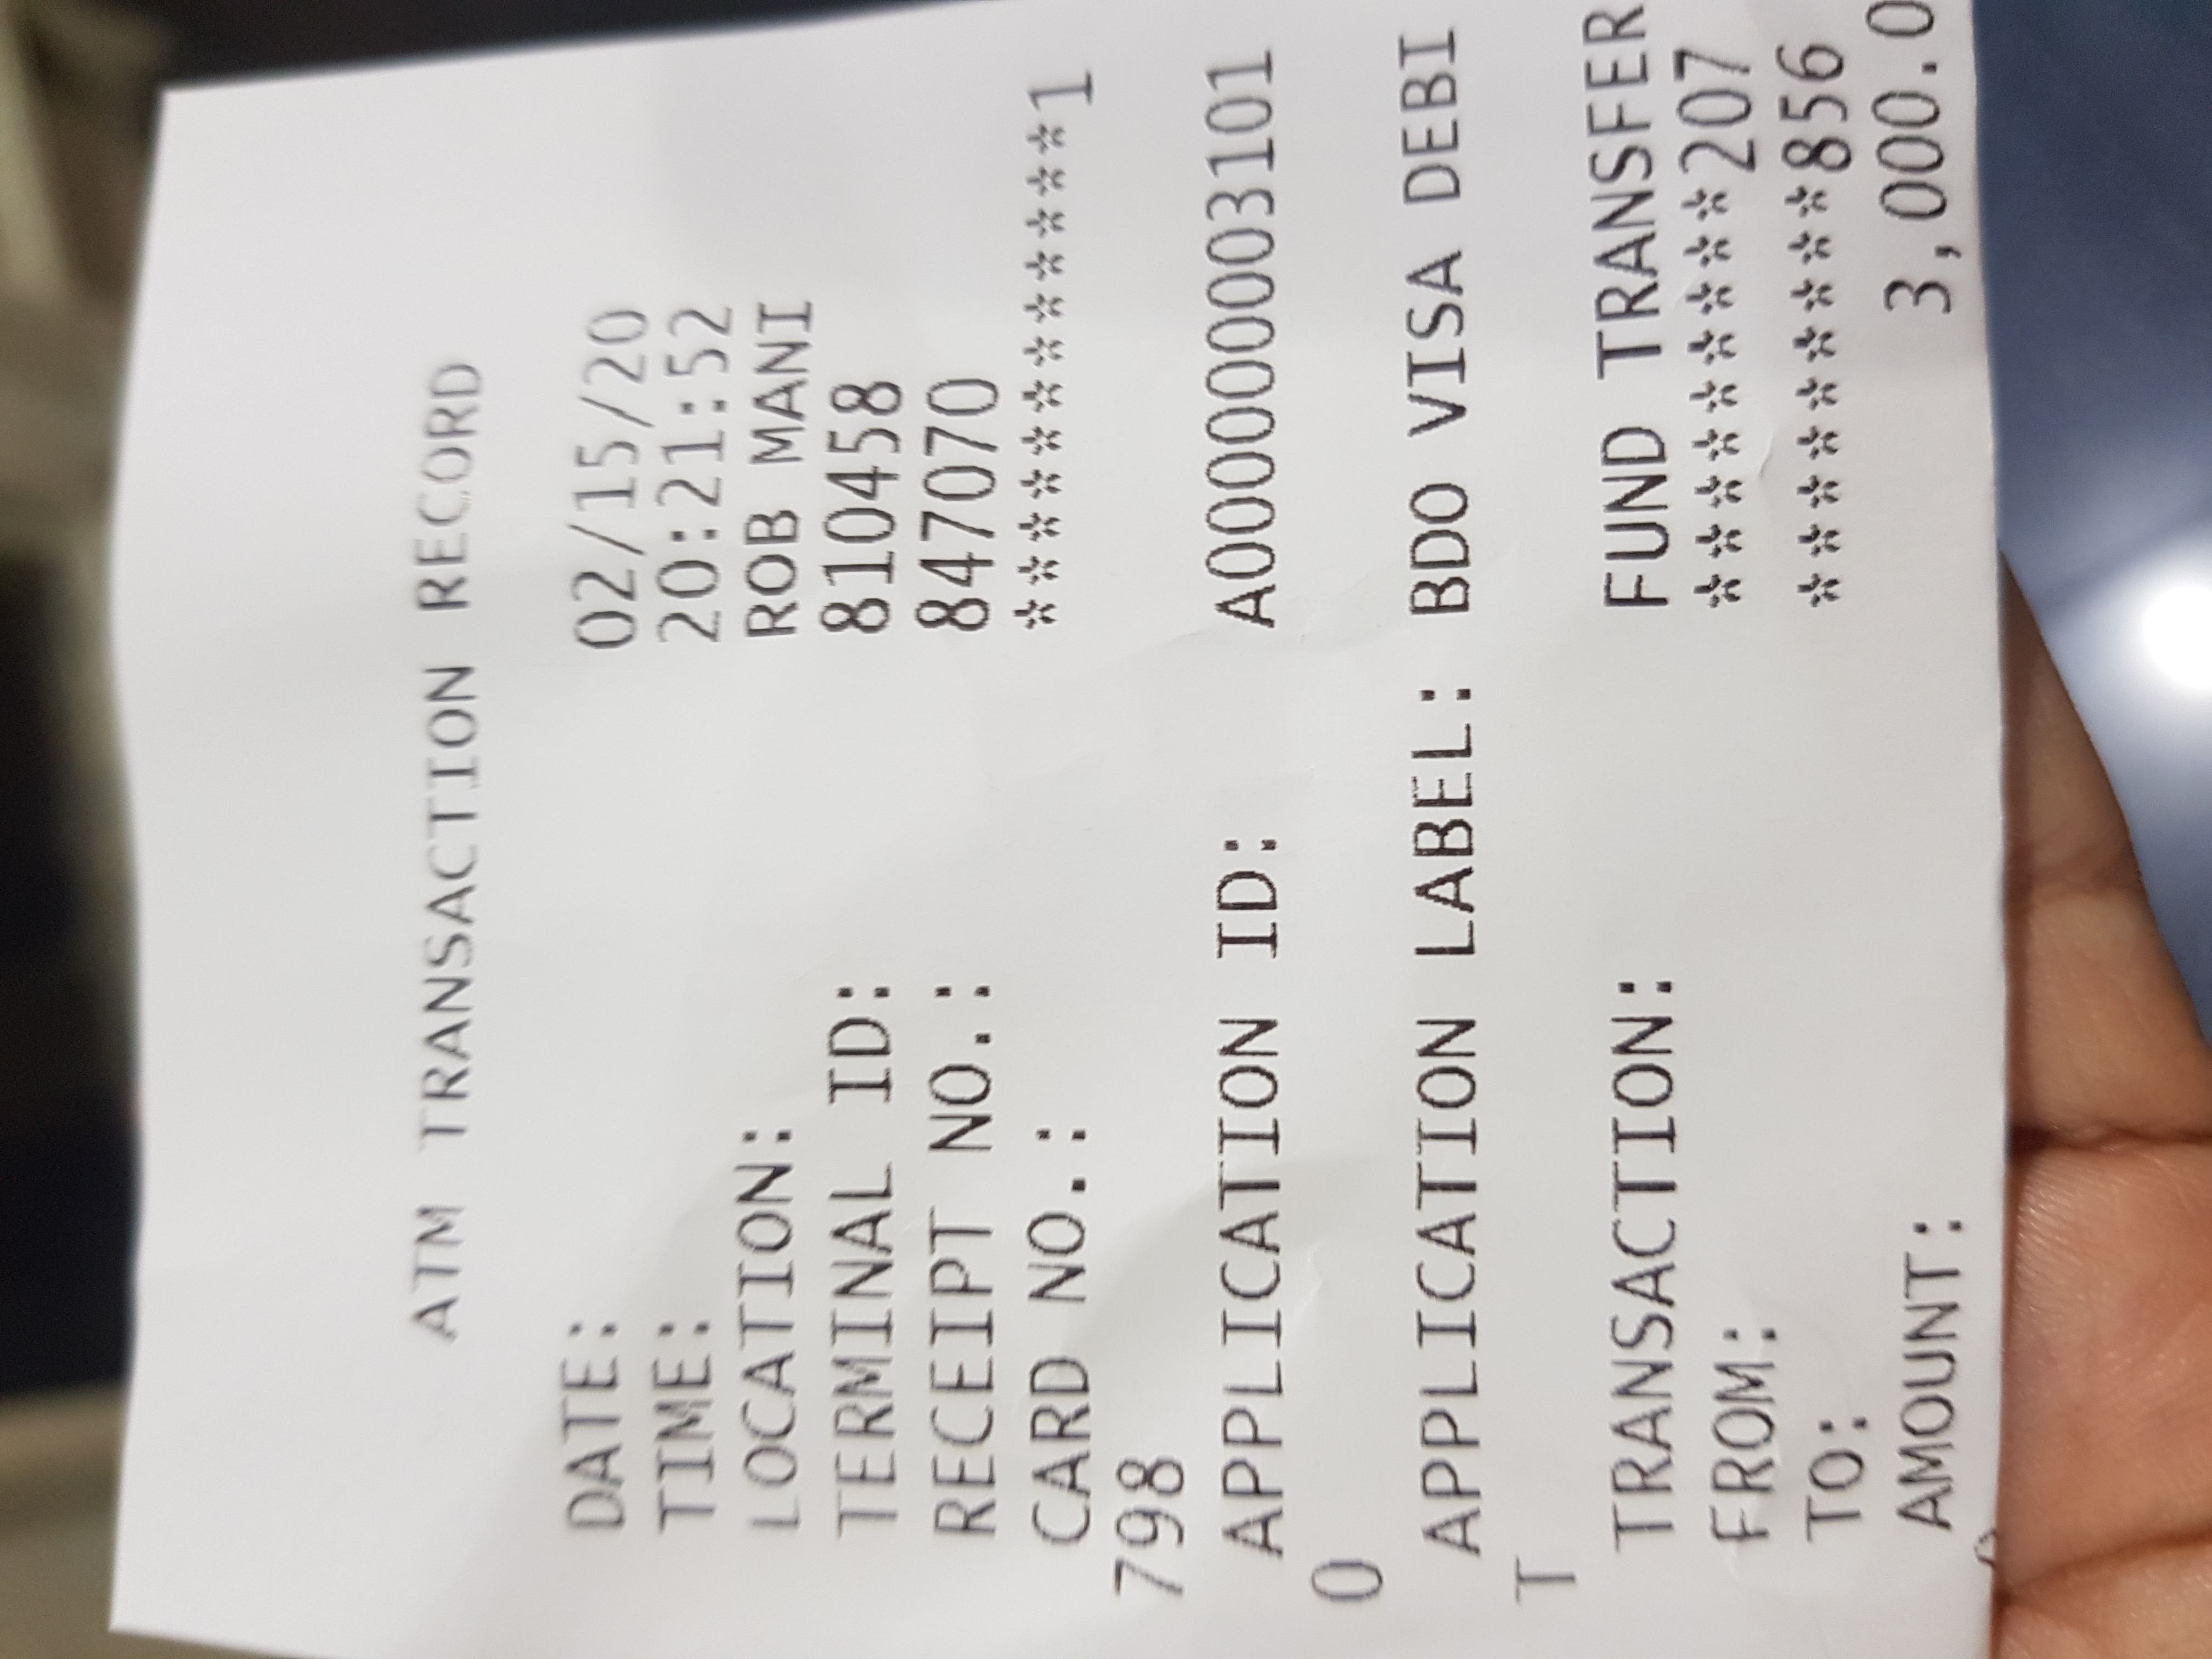 ATM TRANSACTION RECORD
DATE: 02/15/20
TIME: 20:21:52
LOCATION: ROB MANI
TERMINAL ID: 810458
RECEIPT NO.: 847070
CARD NO.: ************1
798
APPLICATION ID: A000000003101
0
APPLICATION LABEL: BDO VISA DEBI
T
TRANSACTION: FUND TRANSFER
FROM: *********207
TO: *********856
AMOUNT: 3,000.0